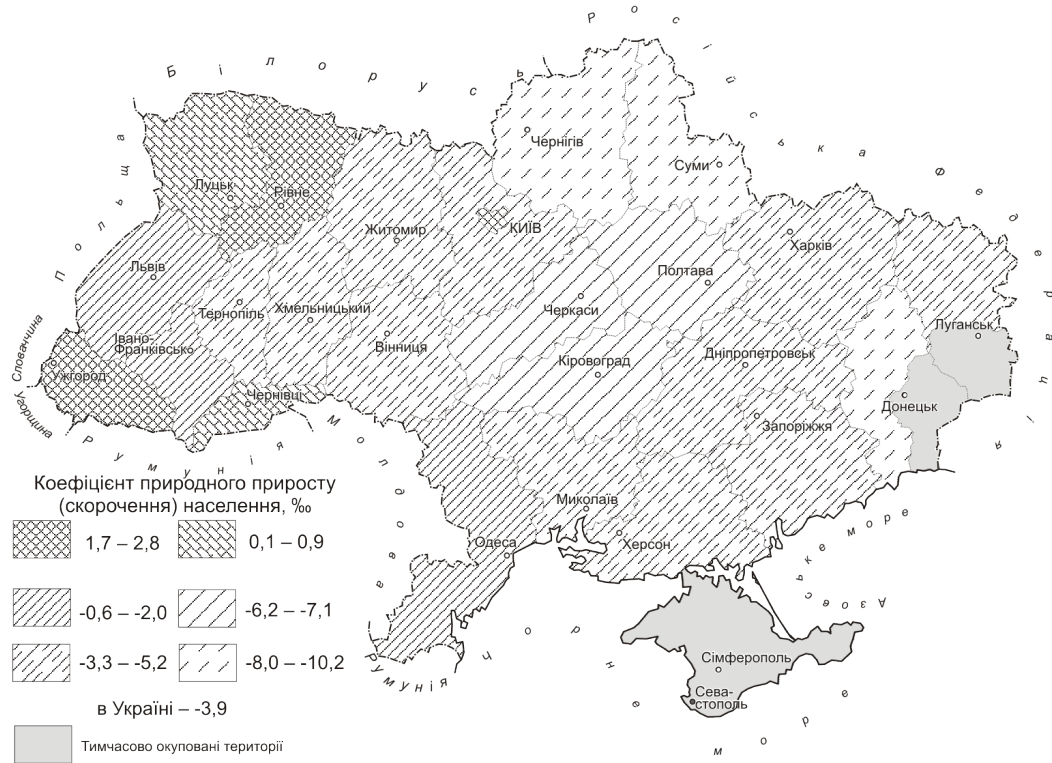 Російська Федерація
Білорусь
Польща
Словаччина
Угорщина
Румунія
Молдова
Румунія
Чорне море
Азовське море
Чернігів
Суми
Луцьк
Рівне
Житомир
КИЇВ
Харків
Львів
Полтава
Тернопіль
Хмельницький
Черкаси
Луганськ
Івано-
Франківськ
Вінниця
Кіровоград
Дніпропетровськ
Ужгород
Чернівці
Донецьк
Запоріжжя
Миколаїв
Одеса
Херсон
Сімферополь
Сева-
стополь
Коефіцієнт природного приросту
(скорочення) населення, ‰
1,7 – 2,8
0,1 – 0,9
-0,6 – -2,0
-6,2 – -7,1
-3,3 – -5,2
-8,0 – -10,2
в Україні – -3,9
Тимчасово окуповані території